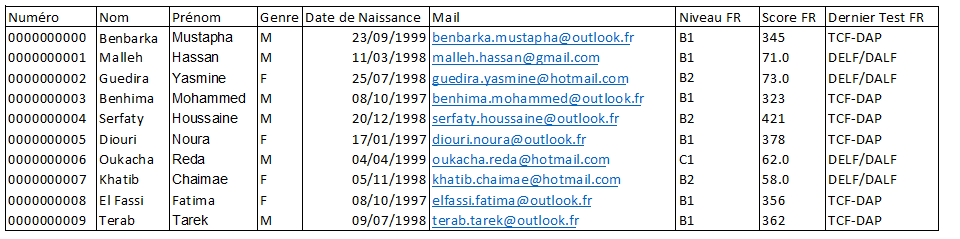 Numéro Nom Prénom Genre Date de Naissance Mail Niveau FR Score FR Dernier Test FR
0000000000 Benbarka Mustapha M 23/09/1999 benbarka.mustapha@outlook.fr B1 345 TCF-DAP
0000000001 Malleh Hassan M 11/03/1998 malleh.hassan@gmail.com B1 71.0 DELF/DALF
0000000002 Guedira Yasmine F 25/07/1998 guedira.yasmine@hotmail.com B2 73.0 DELF/DALF
0000000003 Benhima Mohammed M 08/10/1997 benhima.mohammed@outlook.fr B1 323 TCF-DAP
0000000004 Serfaty Houssaine M 20/12/1998 serfaty.houssaine@outlook.fr B2 421 TCF-DAP
0000000005 Diouri Noura F 17/01/1997 diouri.noura@outlook.fr B1 378 TCF-DAP
0000000006 Oukacha Reda M 04/04/1999 oukacha.reda@hotmail.com C1 62.0 DELF/DALF
0000000007 Khatib Chaimae F 05/11/1998 khatib.chaimae@hotmail.com B2 58.0 DELF/DALF
0000000008 El Fassi Fatima F 08/10/1997 elfassi.fatima@outlook.fr B1 356 TCF-DAP
0000000009 Terab Tarek M 09/07/1998 terab.tarek@outlook.fr B1 362 TCF-DAP